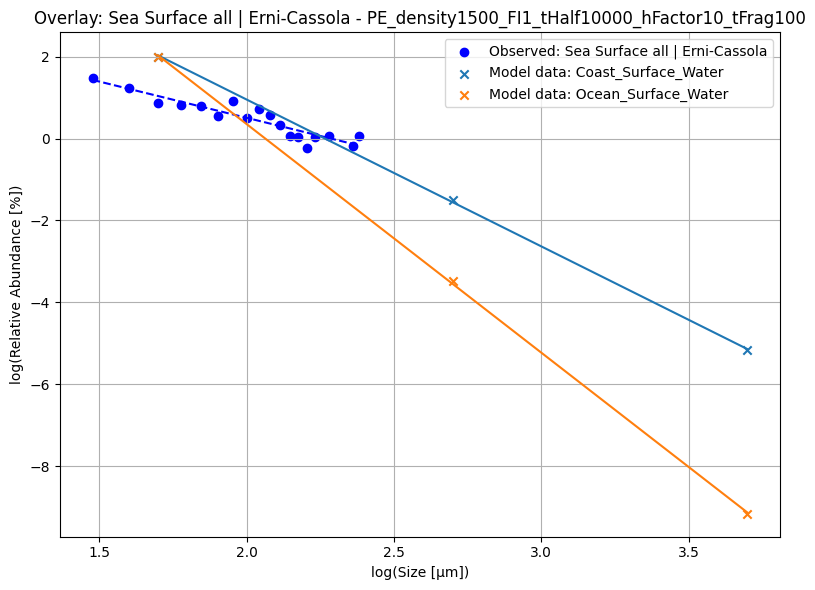 Overlay: Sea Surface all | Erni-Cassola - PE_density1500_FI1_tHalf10000_hFactor10_tFrag100
Observed: Sea Surface all | Erni-Cassola
Model data: Coast_Surface_Water
Model data: Ocean_Surface_Water
log(Relative Abundance [%])
2
0
−2
−4
−6
−8
1.5
2.0
2.5
3.0
3.5
log(Size [μm])